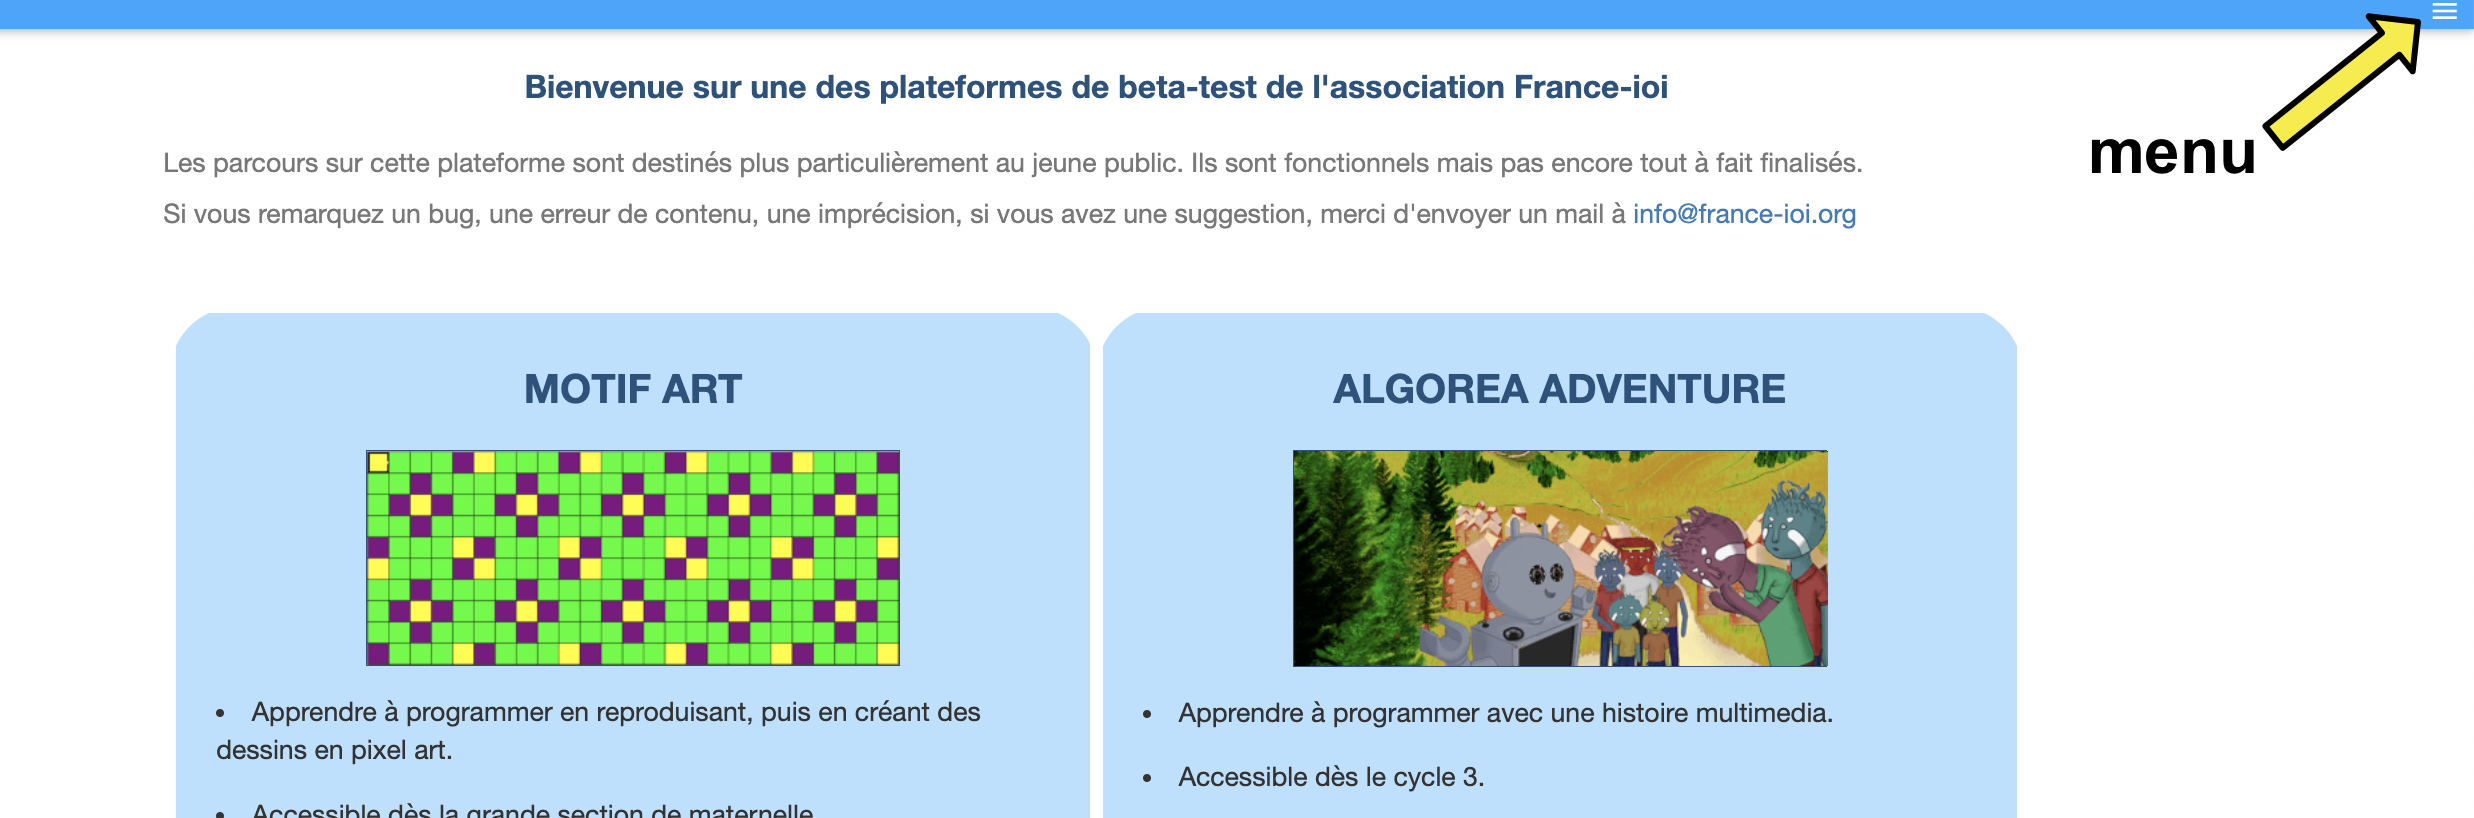 menu
Bienvenue sur une des plateformes de beta-test de l'association France-ioi
Les parcours sur cette plateforme sont destinés plus particulièrement au jeune public. Ils sont fonctionnels mais pas encore tout à fait finalisés.
Si vous remarquez un bug, une erreur de contenu, une imprécision, si vous avez une suggestion, merci d'envoyer un mail à info@france-ioi.org
MOTIF ART
• Apprendre à programmer en reproduisant, puis en créant des
dessins en pixel art.
• Accessible dès la grande section de maternelle
ALGOREA ADVENTURE
• Apprendre à programmer avec une histoire multimedia.
• Accessible dès le cycle 3.